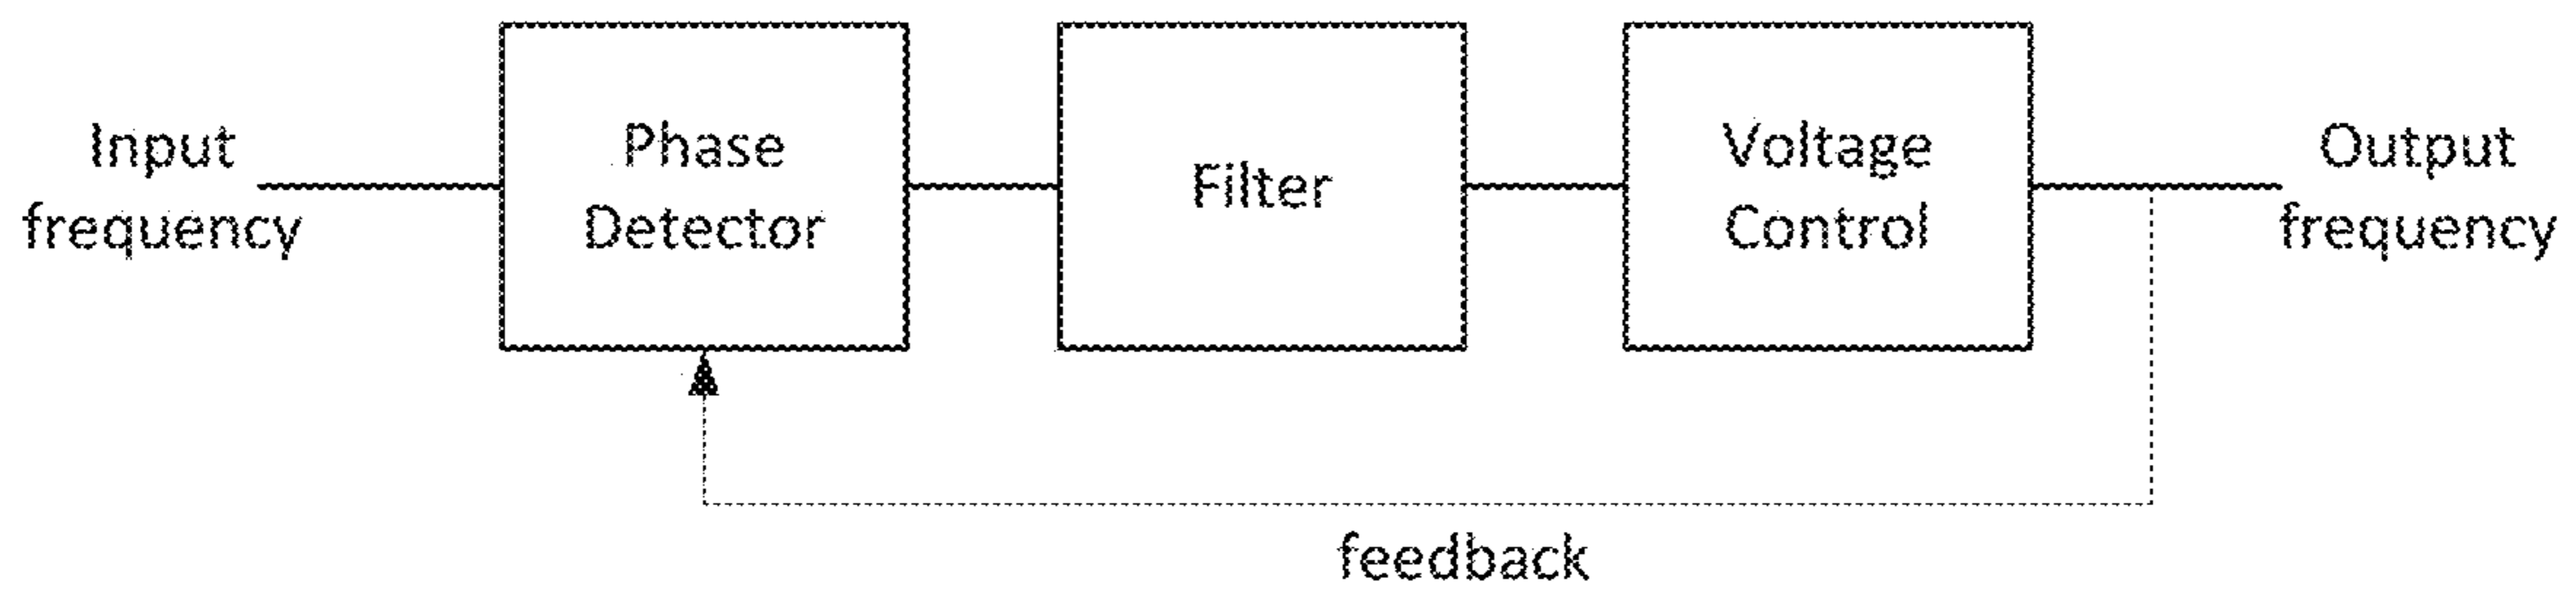 Input
frequency
Phase
Detector
Filter
Voltage
Control
Output
frequency
feedback